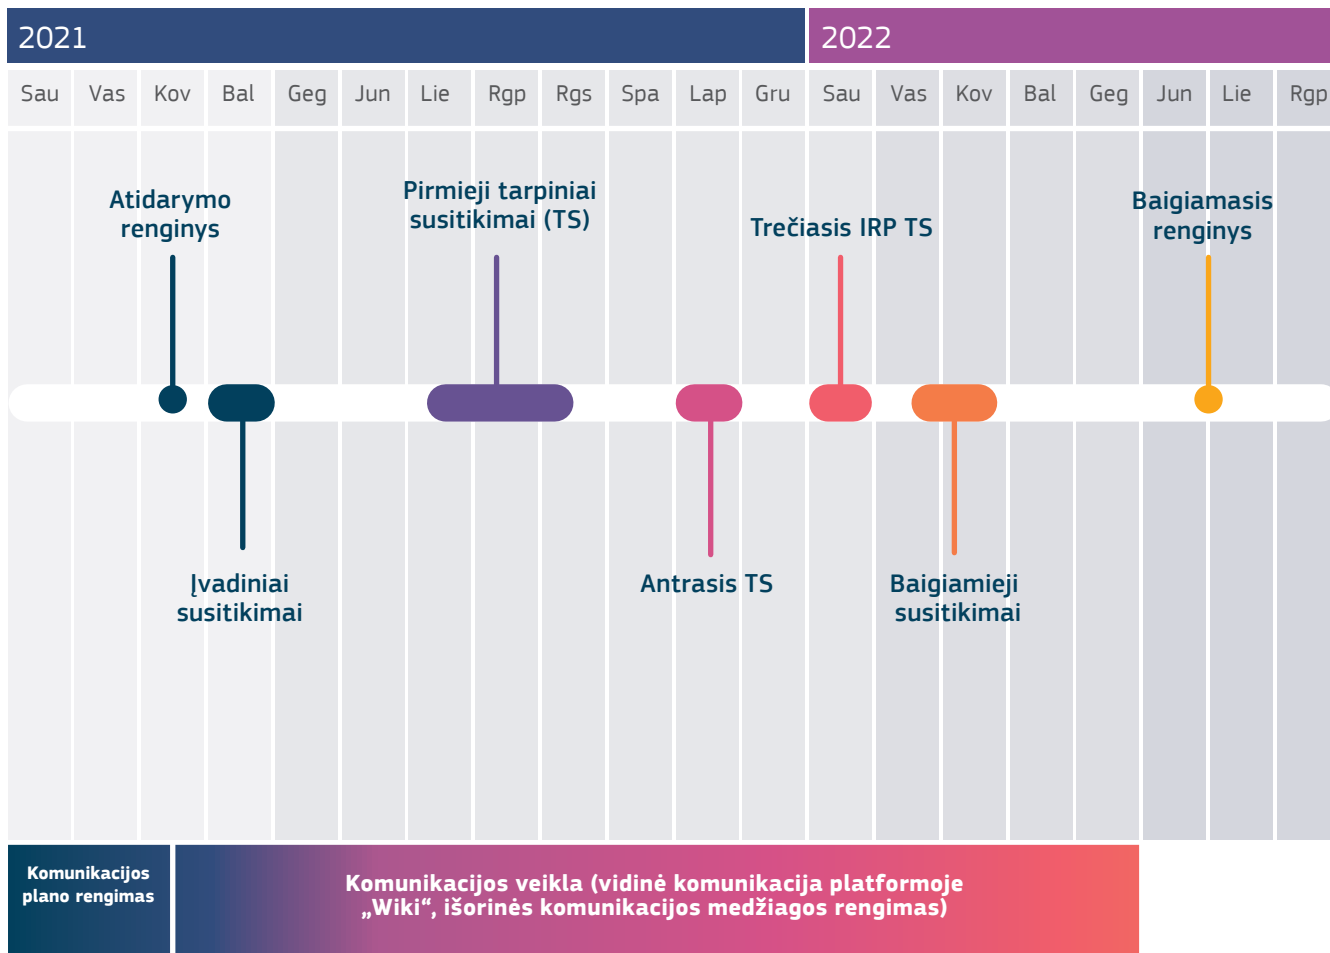 2021
2022
Sau Vas Kov Bal Geg Jun Lie Rgp Rgs Spa Lap Gru Sau Vas Kov Bal Geg Jun Lie Rgp
Atidarymo
renginys
Pirmieji tarpiniai
susitikimai (TS)
Trečiasis IRP TS
Baigiamasis
renginys
Įvadiniai
susitikimai
Antrasis TS
Baigiamieji
susitikimai
Komunikacijos
plano rengimas
Komunikacijos veikla (vidinė komunikacija platformoje
„Wiki“, išorinės komunikacijos medžiagos rengimas)